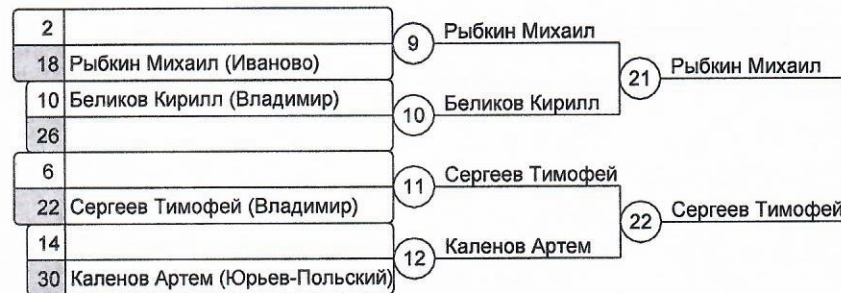 2
18 Рыбкин Михаил (Иваново)
9 Рыбкин Михаил
10 Беликов Кирилл (Владимир)
26
10 Беликов Кирилл
21 Рыбкин Михаил
6
22 Сергеев Тимофей (Владимир)
11 Сергеев Тимофей
14
30 Каленов Артем (Юрьев-Польский)
12 Каленов Артем
22 Сергеев Тимофей